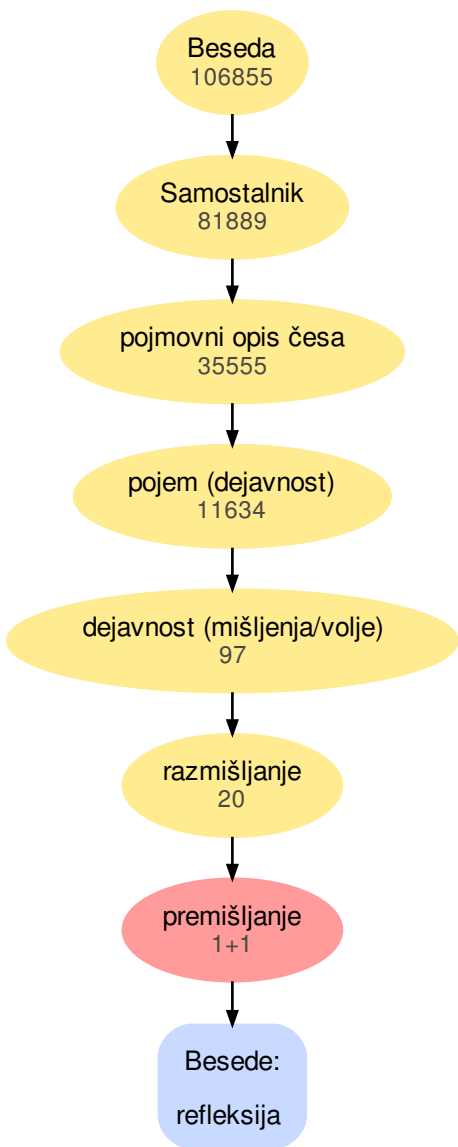 Beseda
106855
Samostalnik
81889
pojmovni opis česa
35555
pojem (dejavnost)
11634
dejavnost (mišljenja/volje)
97
razmišljanje
20
premišljanje
1+1
Besede:
refleksija